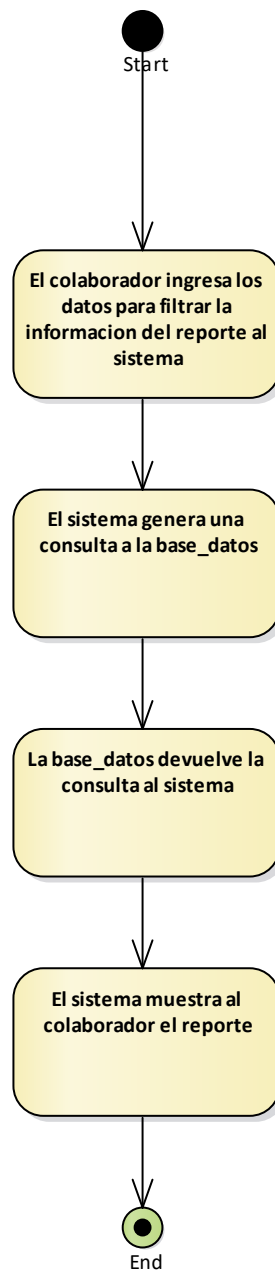 Start
El colaborador ingresa los
datos para filtrar la
informacion del reporte al
sistema
El sistema genera una
consulta a la base_datos
La base_datos devuelve la
consulta al sistema
El sistema muestra al
colaborador el reporte
End